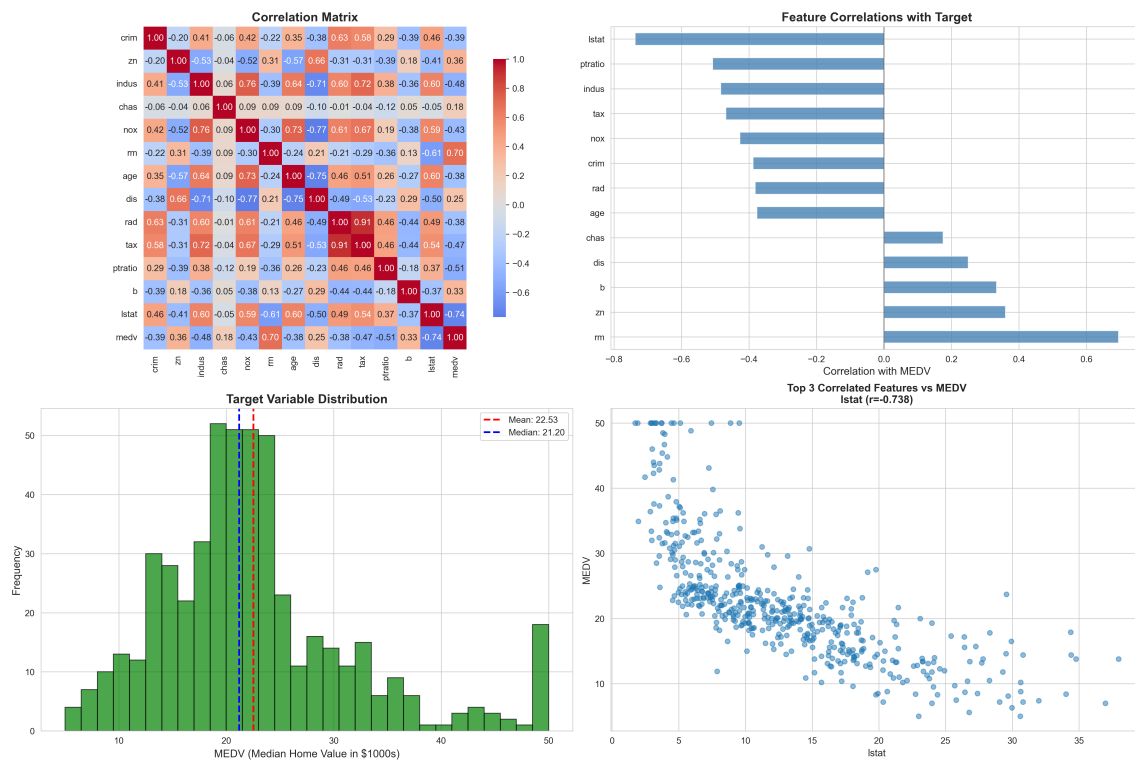 Correlation Matrix
crim 1.00 -0.20 0.41 -0.06 0.42 -0.22 0.35 -0.38 0.63 0.58 0.29 -0.39 0.46 -0.39
zn -0.20 1.00 -0.53 -0.04 -0.52 0.31 -0.57 0.66 -0.31 -0.31 -0.39 0.18 -0.41 0.36
indus 0.41 -0.53 1.00 0.06 0.76 -0.39 0.64 -0.71 0.60 0.72 0.38 -0.36 0.60 -0.48
chas -0.06 -0.04 0.06 1.00 0.09 0.09 0.09 -0.10 -0.01 -0.04 -0.12 0.05 -0.05 0.18
nox 0.42 -0.52 0.76 0.09 1.00 -0.30 0.73 -0.77 0.61 0.67 0.19 -0.38 0.59 -0.43
rm -0.22 0.31 -0.39 0.09 -0.30 1.00 -0.24 0.21 -0.21 -0.29 -0.36 0.13 -0.61 0.70
age 0.35 -0.57 0.64 0.09 0.73 -0.24 1.00 -0.75 0.46 0.51 0.26 -0.27 0.60 -0.38
dis -0.38 0.66 -0.71 -0.10 -0.77 0.21 -0.75 1.00 -0.49 -0.53 -0.23 0.29 -0.50 0.25
rad 0.63 -0.31 0.60 -0.01 0.61 -0.21 0.46 -0.49 1.00 0.91 0.46 -0.44 0.49 -0.38
tax 0.58 -0.31 0.72 -0.04 0.67 -0.29 0.51 -0.53 0.91 1.00 0.46 -0.44 0.54 -0.47
ptratio 0.29 -0.39 0.38 -0.12 0.19 -0.36 0.26 -0.23 0.46 0.46 1.00 -0.18 0.37 -0.51
b -0.39 0.18 -0.36 0.05 -0.38 0.13 -0.27 0.29 -0.44 -0.44 -0.18 1.00 -0.37 0.33
lstat 0.46 -0.41 0.60 -0.05 0.59 -0.61 0.60 -0.50 0.49 0.54 0.37 -0.37 1.00 -0.74
medv -0.39 0.36 -0.48 0.18 -0.43 0.70 -0.38 0.25 -0.38 -0.47 -0.51 0.33 -0.74 1.00
crim zn indus chas nox rm age dis rad tax ptratio b lstat medv
1.0
0.8
0.6
0.4
0.2
0.0
−0.2
−0.4
−0.6
Feature Correlations with Target
lstat
ptratio
indus
tax
nox
crim
rad
age
chas
dis
b
zn
rm
−0.8 −0.6 −0.4 −0.2 0.0 0.2 0.4 0.6
Correlation with MEDV
Target Variable Distribution
Mean: 22.53
Median: 21.20
Frequency
50
40
30
20
10
0
10 20 30 40 50
MEDV (Median Home Value in $1000s)
Top 3 Correlated Features vs MEDV
lstat (r=-0.738)
MEDV
50
40
30
20
10
0 5 10 15 20 25 30 35
lstat